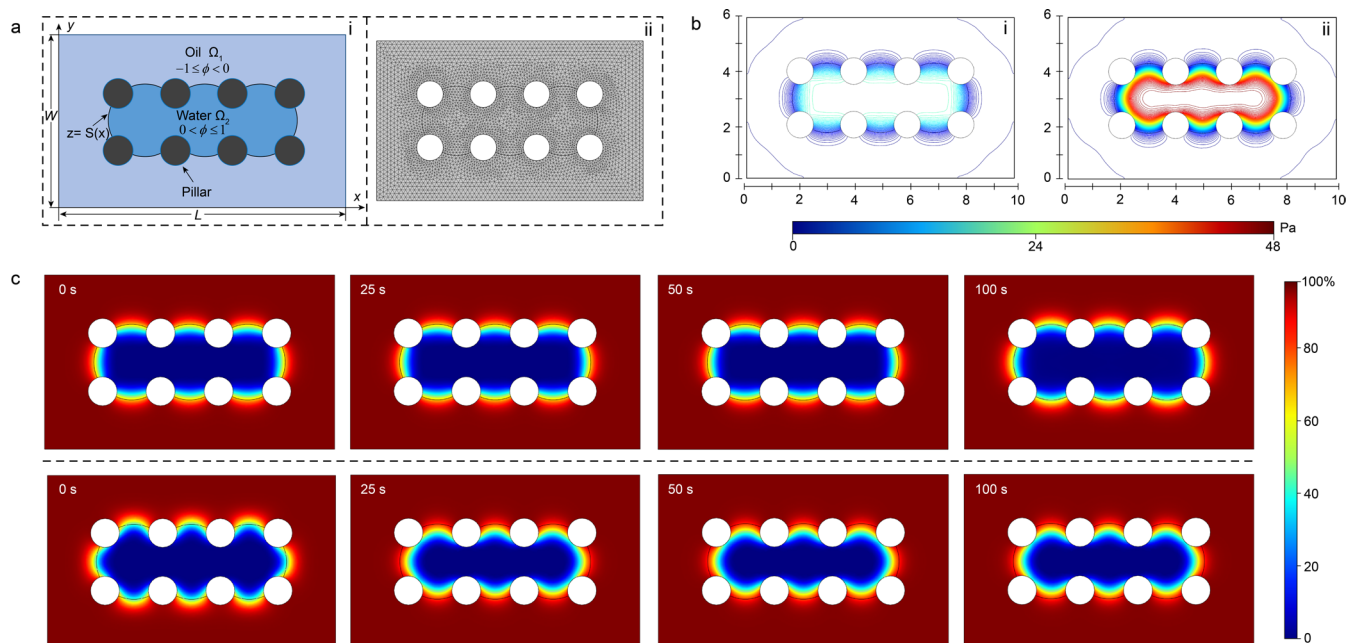 a
y
i
Oil Ω₁
−1≤ϕ<0
W
Water Ω₂
0<ϕ≤1
z= S(x)
Pillar
x
L
ii
b
6
4
2
0
i
0 2 4 6 8 10
6
4
2
0
ii
0 2 4 6 8 10
Pa
0 24 48
c
0 s
25 s
50 s
100 s
0 s
25 s
50 s
100 s
100%
80
60
40
20
0